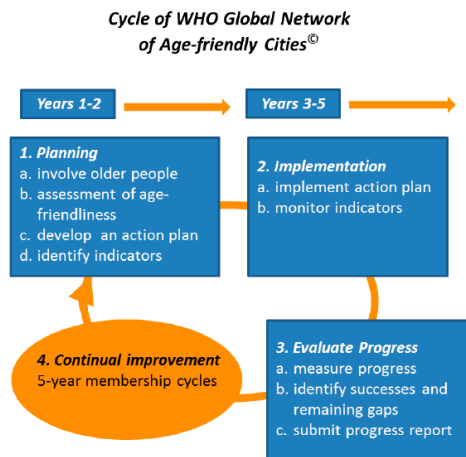 Cycle of WHO Global Network
of Age-friendly Cities©
Years 1-2
Years 3-5
1. Planning
a. involve older people
b. assessment of age-
friendliness
c. develop an action plan
d. identify indicators
2. Implementation
a. implement action plan
b. monitor indicators
3. Evaluate Progress
a. measure progress
b. identify successes and
remaining gaps
c. submit progress report
4. Continual improvement
5-year membership cycles